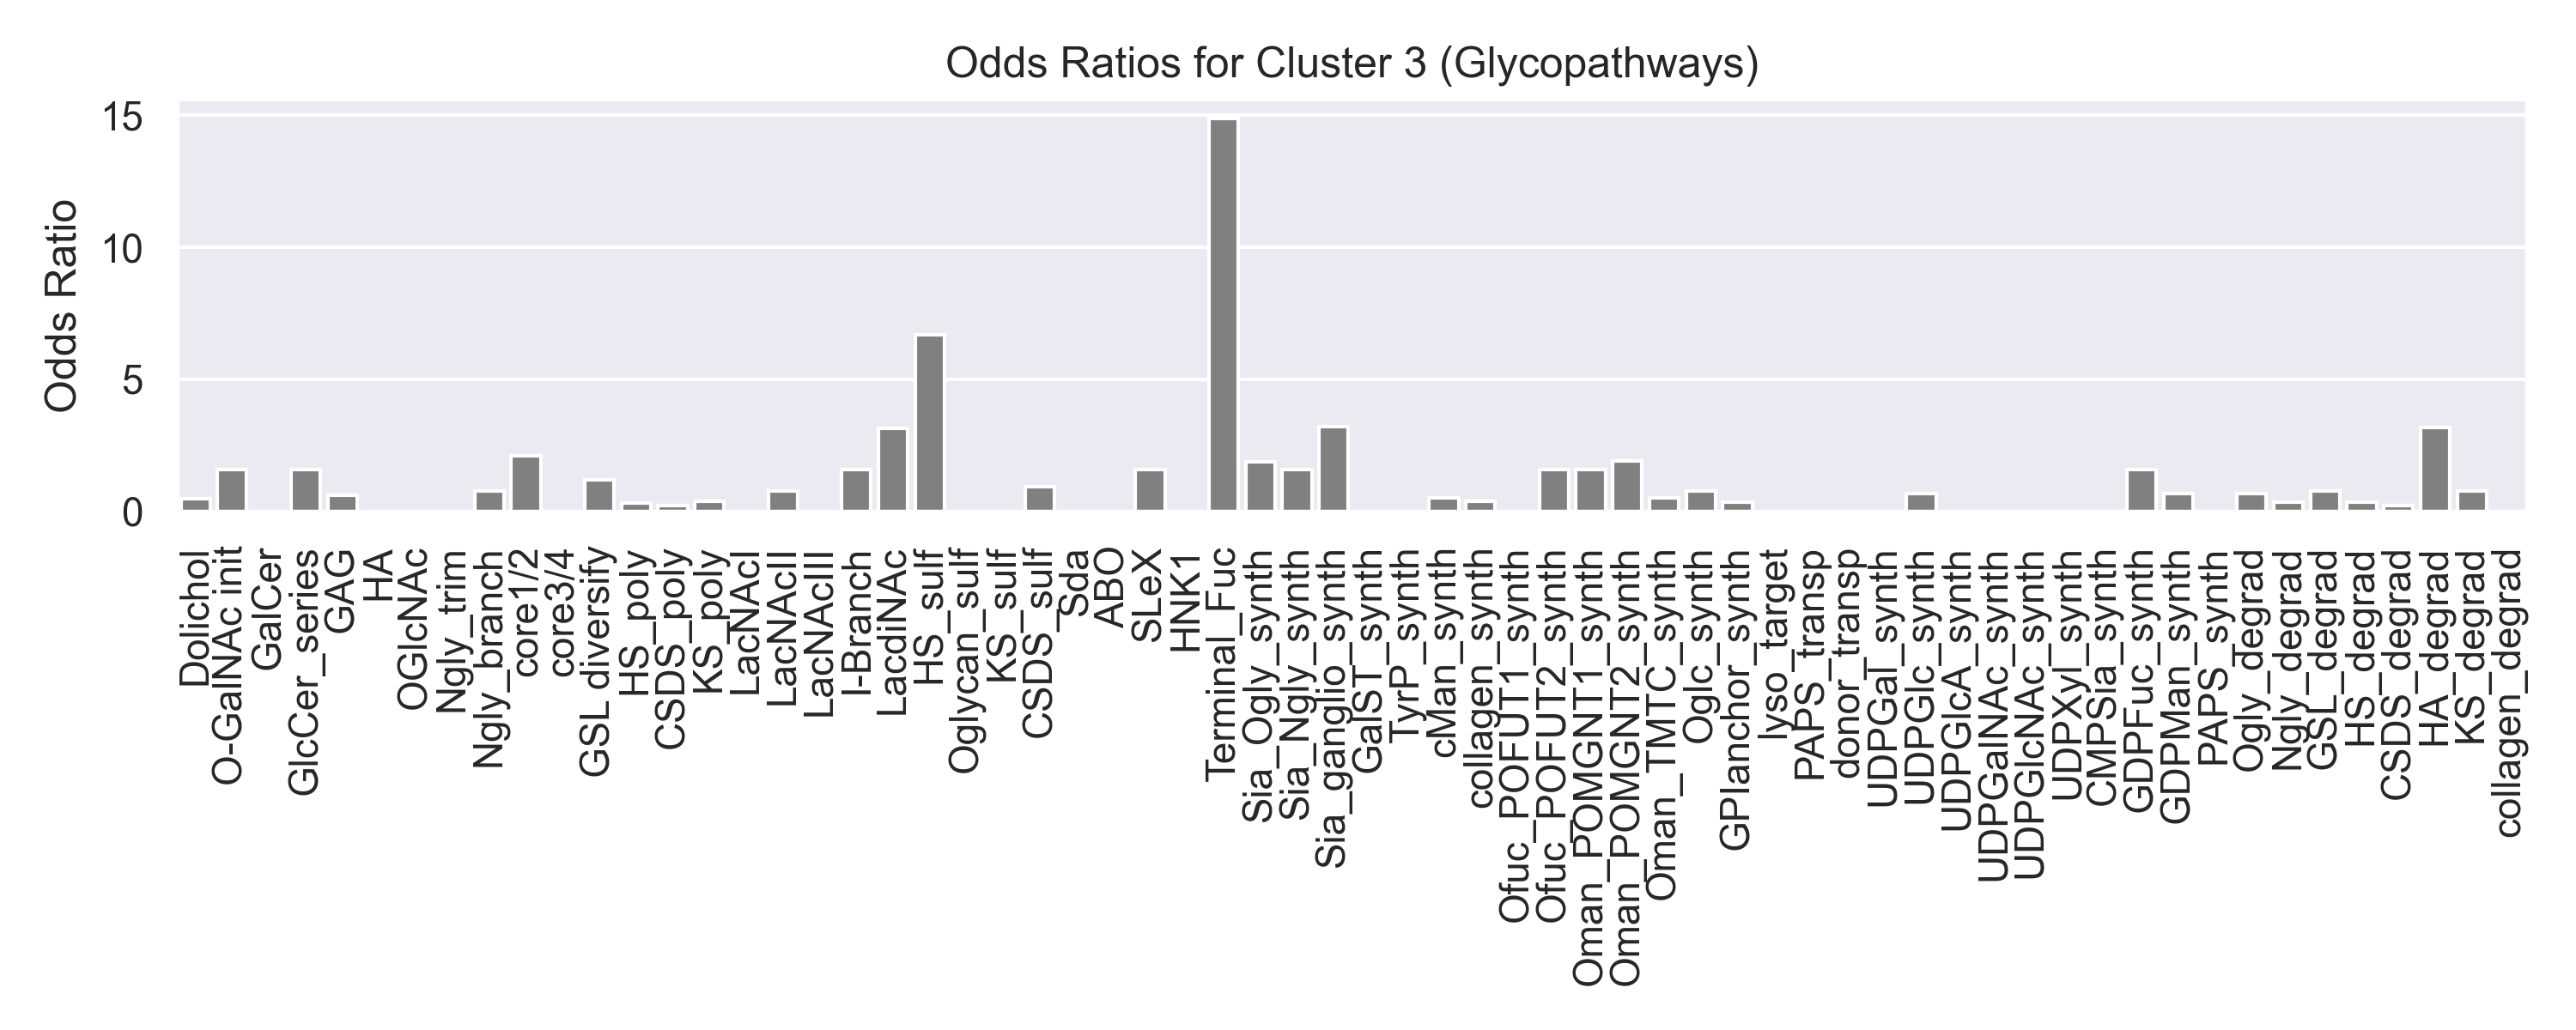 Odds Ratios for Cluster 3 (Glycopathways)
Odds Ratio
15
10
5
0
Dolichol
O-GalNAc init
GalCer
GlcCer_series
GAG
HA
OGlcNAc
Ngly_trim
Ngly_branch
core1/2
core3/4
GSL diversify
HS_poly
CSDS_poly
KS_poly
LacNAcI
LacNAcII
LacNAcIII
I-Branch
LacdiNAc
HS_sulf
Oglycan_sulf
KS_sulf
CSDS_sulf
Sda
ABO
SLeX
HNK1
Terminal_Fuc
Sia_Ogly_synth
Sia_Ngly_synth
Sia_ganglio_synth
GalST_synth
TyrP_synth
cMan_synth
collagen_synth
Ofuc_POFUT1_synth
Ofuc_POFUT2_synth
Oman_POMGNT1_synth
Oman_POMGNT2_synth
Oman_TMTC_synth
Oglc_synth
GPIanchor_synth
lyso_target
PAPS_transp
donor_transp
UDPGal_synth
UDPGlc_synth
UDPGlcA_synth
UDPGalNAc_synth
UDPGlcNAc_synth
UDPXyl_synth
CMPSia_synth
GDPFuc_synth
GDPMan_synth
PAPS_synth
Ogly_degrad
Ngly_degrad
GSL_degrad
HS_degrad
CSDS_degrad
HA_degrad
KS_degrad
collagen_degrad